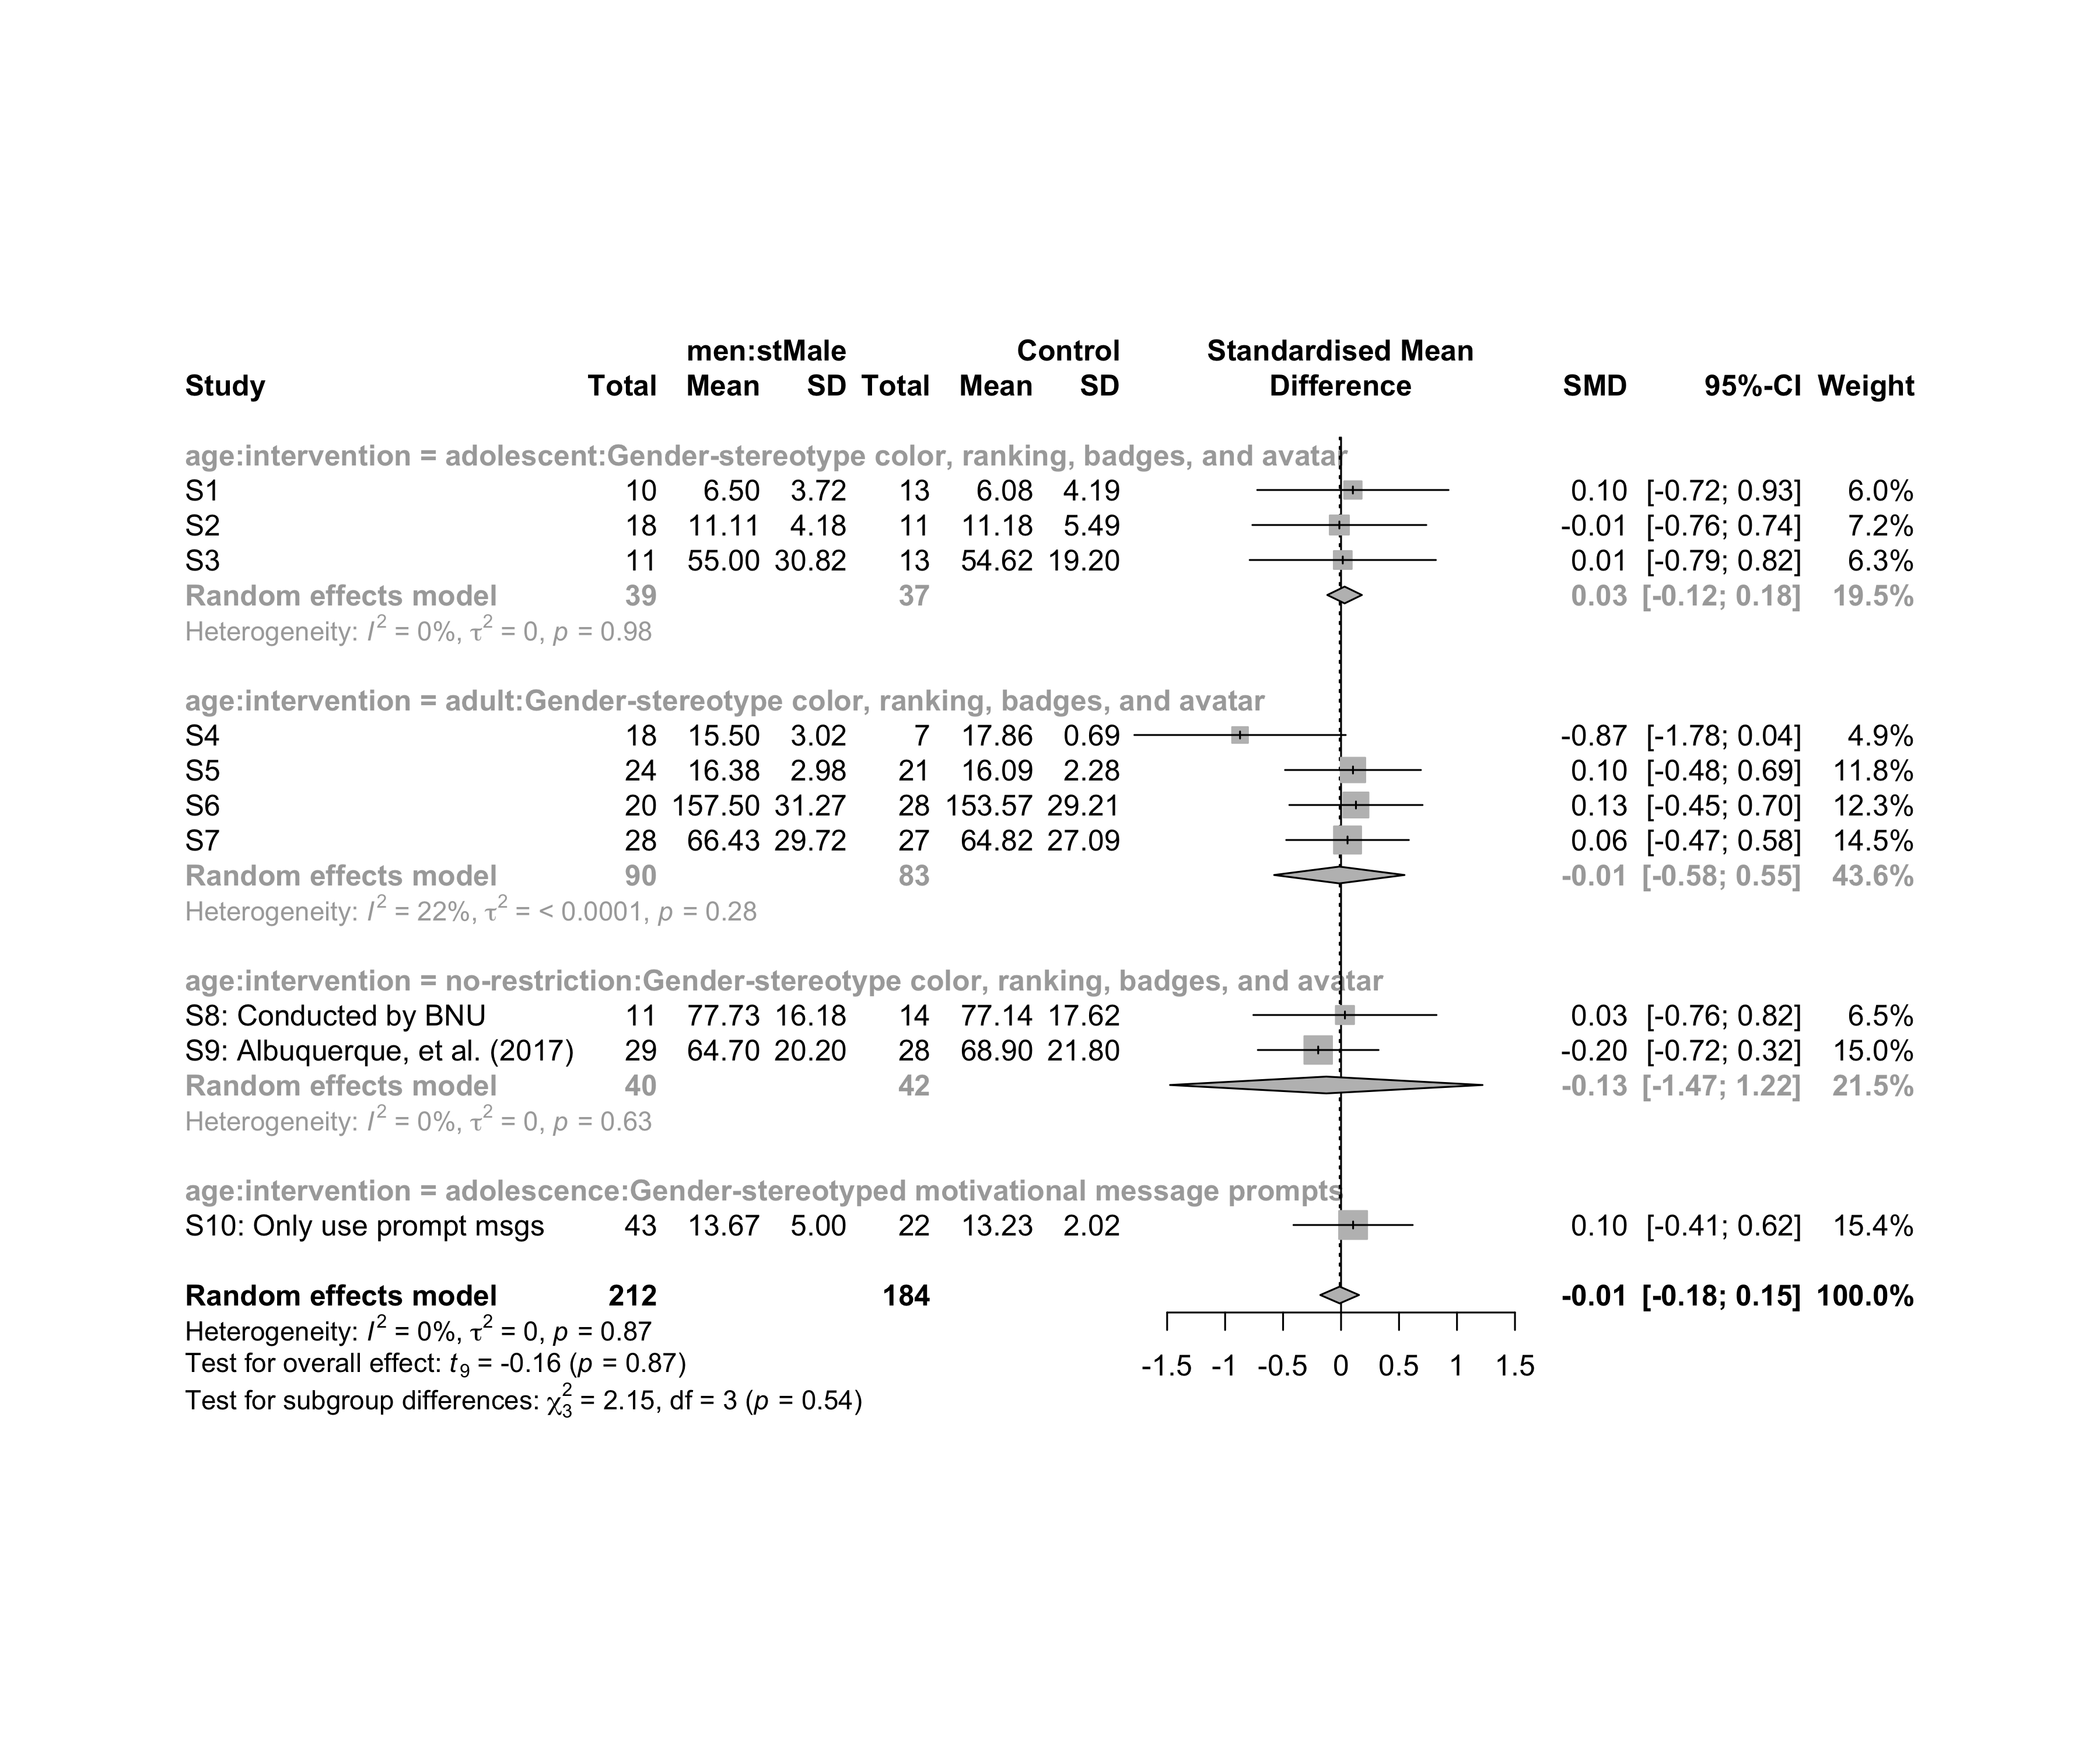 men:stMale Control Standardised Mean
Study Total Mean SD Total Mean SD Difference SMD 95%-CI Weight
age:intervention = adolescent:Gender-stereotype color, ranking, badges, and avatar
S1 10 6.50 3.72 13 6.08 4.19 0.10 [-0.72; 0.93] 6.0%
S2 18 11.11 4.18 11 11.18 5.49 -0.01 [-0.76; 0.74] 7.2%
S3 11 55.00 30.82 13 54.62 19.20 0.01 [-0.79; 0.82] 6.3%
Random effects model 39 37 0.03 [-0.12; 0.18] 19.5%
Heterogeneity: I² = 0%, τ² = 0, p = 0.98
age:intervention = adult:Gender-stereotype color, ranking, badges, and avatar
S4 18 15.50 3.02 7 17.86 0.69 -0.87 [-1.78; 0.04] 4.9%
S5 24 16.38 2.98 21 16.09 2.28 0.10 [-0.48; 0.69] 11.8%
S6 20 157.50 31.27 28 153.57 29.21 0.13 [-0.45; 0.70] 12.3%
S7 28 66.43 29.72 27 64.82 27.09 0.06 [-0.47; 0.58] 14.5%
Random effects model 90 83 -0.01 [-0.58; 0.55] 43.6%
Heterogeneity: I² = 22%, τ² = < 0.0001, p = 0.28
age:intervention = no-restriction:Gender-stereotype color, ranking, badges, and avatar
S8: Conducted by BNU 11 77.73 16.18 14 77.14 17.62 0.03 [-0.76; 0.82] 6.5%
S9: Albuquerque, et al. (2017) 29 64.70 20.20 28 68.90 21.80 -0.20 [-0.72; 0.32] 15.0%
Random effects model 40 42 -0.13 [-1.47; 1.22] 21.5%
Heterogeneity: I² = 0%, τ² = 0, p = 0.63
age:intervention = adolescence:Gender-stereotyped motivational message prompts
S10: Only use prompt msgs 43 13.67 5.00 22 13.23 2.02 0.10 [-0.41; 0.62] 15.4%
Random effects model 212 184 -0.01 [-0.18; 0.15] 100.0%
Heterogeneity: I² = 0%, τ² = 0, p = 0.87
Test for overall effect: t₉ = -0.16 (p = 0.87)
-1.5 -1 -0.5 0 0.5 1 1.5
Test for subgroup differences: χ²₃ = 2.15, df = 3 (p = 0.54)